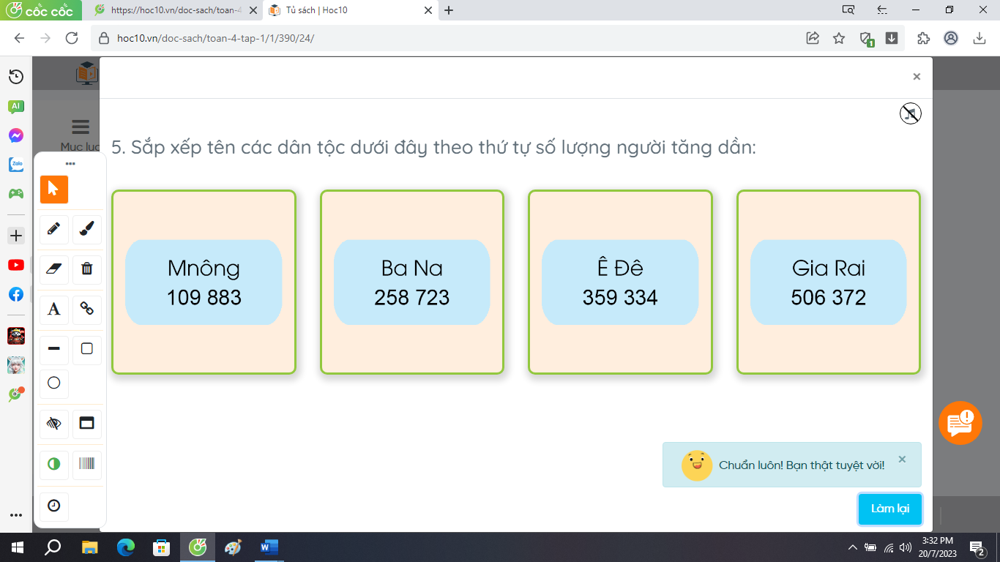 cốc cốc
https://hoc10.vn/doc-sach/toan-4
Tủ sách | Hoc10
hoc10.vn/doc-sach/toan-4-tap-1/1/390/24/
1
AI
Zalo
Mục lục
5. Sắp xếp tên các dân tộc dưới đây theo thứ tự số lượng người tăng dần:
Mnông
109 883
Ba Na
258 723
Ê Đê
359 334
Gia Rai
506 372
A
Chuẩn luôn! Bạn thật tuyệt vời!
Làm lại
3:32 PM
20/7/2023
2